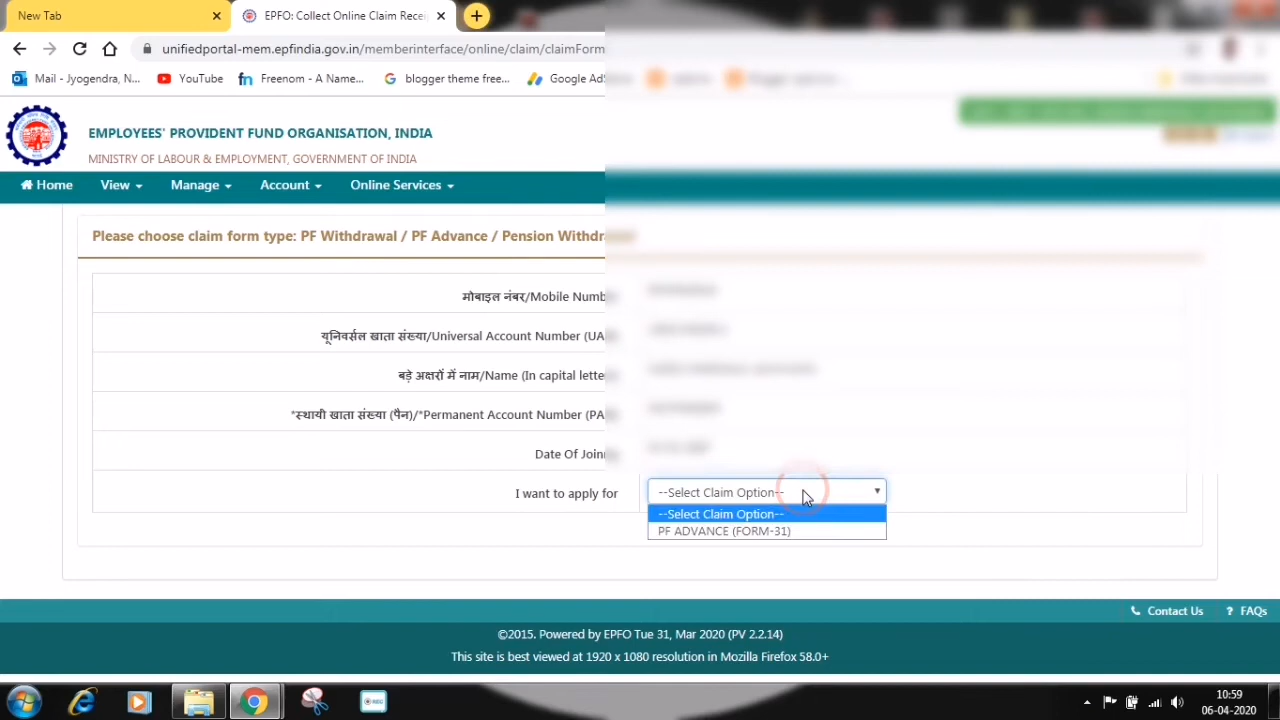 New Tab
EPFO: Collect Online Claim Recei
unifiedportal-mem.epfindia.gov.in/memberinterface/online/claim/claimForm
Mail - Jyogendra, N...
YouTube
Freenom - A Name...
blogger theme free...
Google Ad
EMPLOYEES' PROVIDENT FUND ORGANISATION, INDIA
MINISTRY OF LABOUR & EMPLOYMENT, GOVERNMENT OF INDIA
Home View Manage Account Online Services
Please choose claim form type: PF Withdrawal / PF Advance / Pension Withdrawal
मोबाइल नंबर/Mobile Numb
यूनिवर्सल खाता संख्या/Universal Account Number (UA
बड़े अक्षरों में नाम/Name (In capital lette
*स्थायी खाता संख्या (पैन)/*Permanent Account Number (PA
Date Of Joini
I want to apply for
--Select Claim Option--
--Select Claim Option--
PF ADVANCE (FORM-31)
Contact Us ? FAQs
©2015. Powered by EPFO Tue 31, Mar 2020 (PV 2.2.14)
This site is best viewed at 1920 x 1080 resolution in Mozilla Firefox 58.0+
10:59
06-04-2020